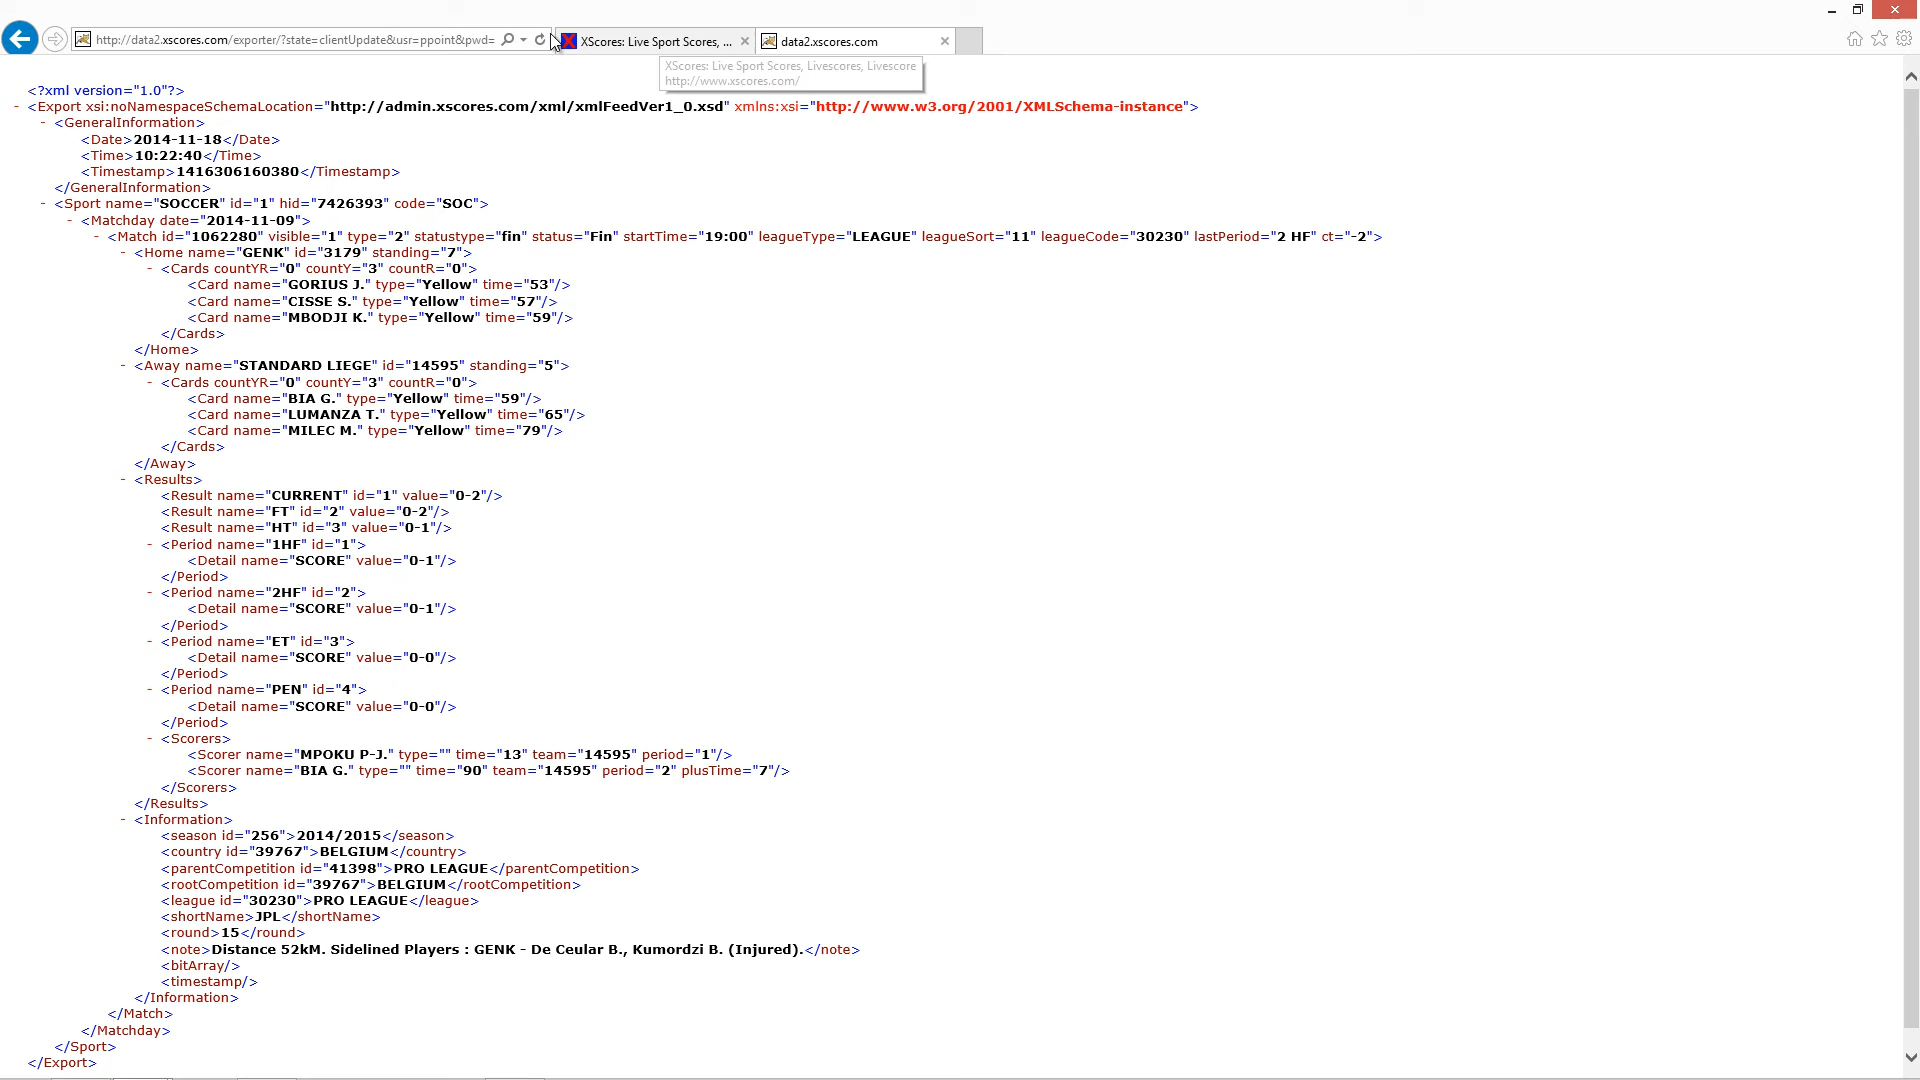 http://data2.xscores.com/exporter/?state=clientUpdate&usr=ppoint&pwd=
XScores: Live Sport Scores, ...
data2.xscores.com
XScores: Live Sport Scores, Livescores, Livescore
http://www.xscores.com/
<?xml version="1.0"?>
- <Export xsi:noNamespaceSchemaLocation="http://admin.xscores.com/xml/xmlFeedVer1_0.xsd" xmlns:xsi="http://www.w3.org/2001/XMLSchema-instance">
- <GeneralInformation>
<Date>2014-11-18</Date>
<Time>10:22:40</Time>
<Timestamp>1416306160380</Timestamp>
</GeneralInformation>
- <Sport name="SOCCER" id="1" hid="7426393" code="SOC">
- <Matchday date="2014-11-09">
- <Match id="1062280" visible="1" type="2" statustype="fin" status="Fin" startTime="19:00" leagueType="LEAGUE" leagueSort="11" leagueCode="30230" lastPeriod="2 HF" ct="-2">
- <Home name="GENK" id="3179" standing="7">
- <Cards countYR="0" countY="3" countR="0">
<Card name="GORIUS J." type="Yellow" time="53"/>
<Card name="CISSE S." type="Yellow" time="57"/>
<Card name="MBODJI K." type="Yellow" time="59"/>
</Cards>
</Home>
- <Away name="STANDARD LIEGE" id="14595" standing="5">
- <Cards countYR="0" countY="3" countR="0">
<Card name="BIA G." type="Yellow" time="59"/>
<Card name="LUMANZA T." type="Yellow" time="65"/>
<Card name="MILEC M." type="Yellow" time="79"/>
</Cards>
</Away>
- <Results>
<Result name="CURRENT" id="1" value="0-2"/>
<Result name="FT" id="2" value="0-2"/>
<Result name="HT" id="3" value="0-1"/>
- <Period name="1HF" id="1">
<Detail name="SCORE" value="0-1"/>
</Period>
- <Period name="2HF" id="2">
<Detail name="SCORE" value="0-1"/>
</Period>
- <Period name="ET" id="3">
<Detail name="SCORE" value="0-0"/>
</Period>
- <Period name="PEN" id="4">
<Detail name="SCORE" value="0-0"/>
</Period>
- <Scorers>
<Scorer name="MPOKU P-J." type="" time="13" team="14595" period="1"/>
<Scorer name="BIA G." type="" time="90" team="14595" period="2" plusTime="7"/>
</Scorers>
</Results>
- <Information>
<season id="256">2014/2015</season>
<country id="39767">BELGIUM</country>
<parentCompetition id="41398">PRO LEAGUE</parentCompetition>
<rootCompetition id="39767">BELGIUM</rootCompetition>
<league id="30230">PRO LEAGUE</league>
<shortName>JPL</shortName>
<round>15</round>
<note>Distance 52kM. Sidelined Players : GENK - De Ceular B., Kumordzi B. (Injured).</note>
<bitArray/>
<timestamp/>
</Information>
</Match>
</Matchday>
</Sport>
</Export>